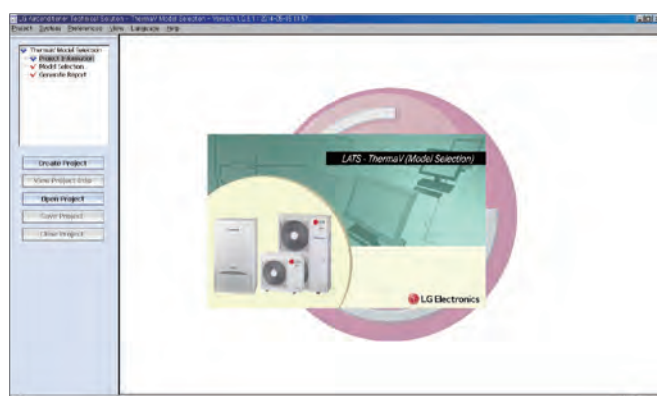 LG Airconditioner Technical Solution - ThermaV Model Selection - Version
Project System Preferences View Language Help
ThermaV Model Selection
Project Information
Model Selection
Generate Report
Create Project
View Project Info
Open Project
Save Project
Close Project
LATS - ThermaV (Model Selection)
LG Electronics